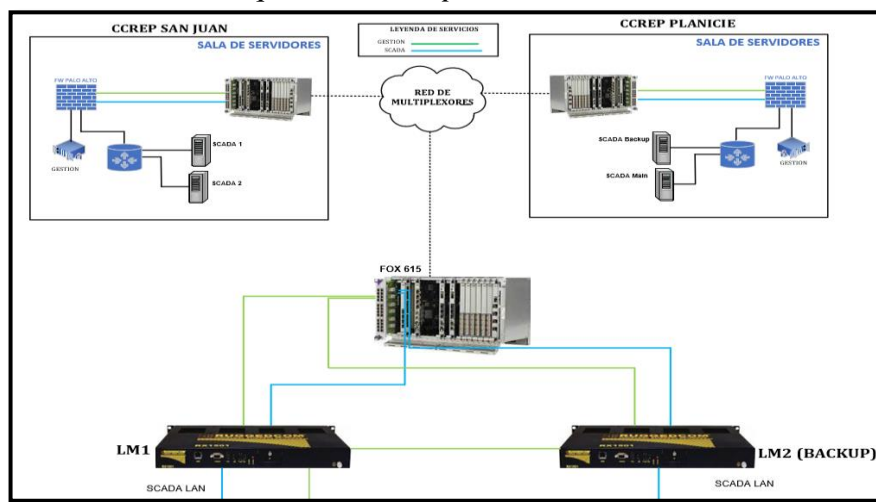 CCREP SAN JUAN
SALA DE SERVIDORES
FW PALO ALTO
GESTION
SCADA 1
SCADA 2
LEYENDA DE SERVICIOS
GESTION
SCADA
RED DE
MULTIPLEXORES
CCREP PLANICIE
SALA DE SERVIDORES
FW PALO ALTO
SCADA Backup
SCADA Main
GESTION
FOX 615
LM1
RUGGEDCOM
RX1501
SCADA LAN
RUGGEDCOM
RX1501
LM2 (BACKUP)
SCADA LAN